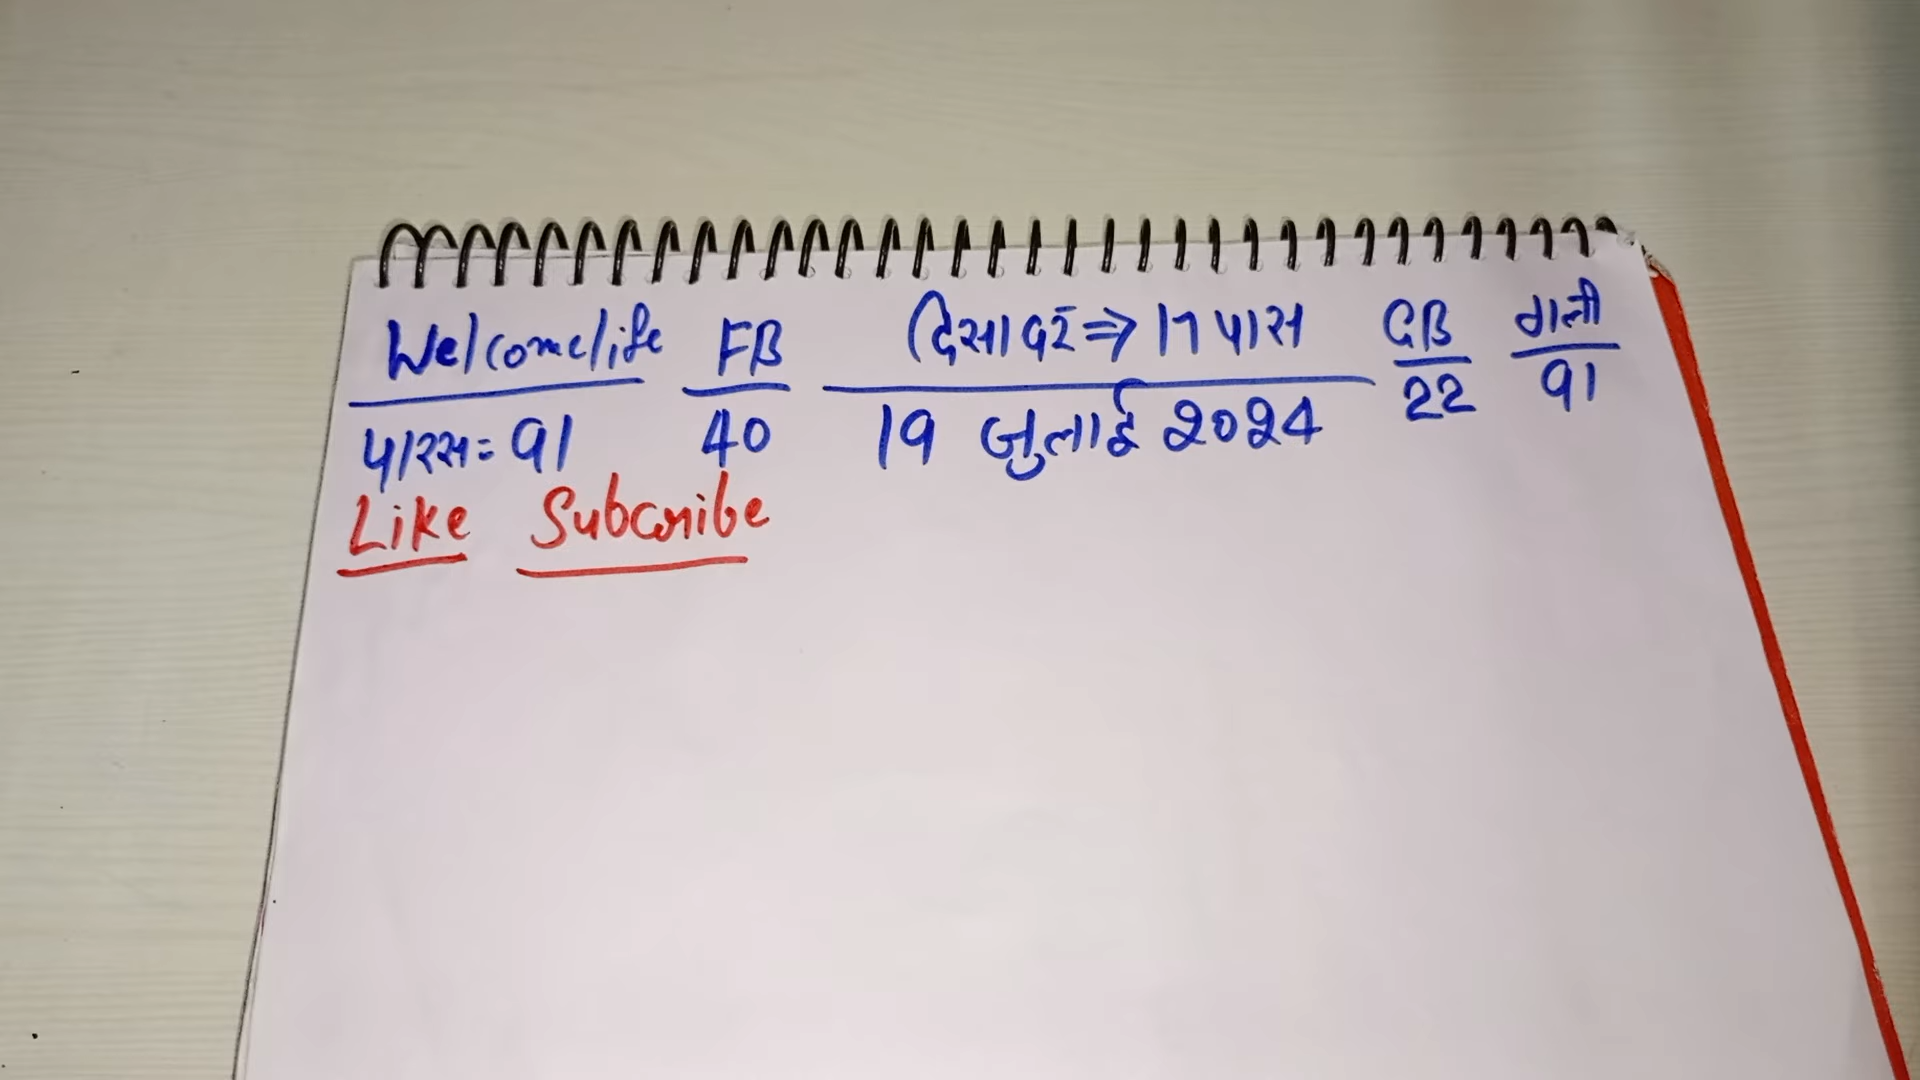 Welcomelife FB दिसावर ⇒ 17 पास GB गली
पारस = 91 40 19 जुलाई 2024 22 91
Like Subcribe